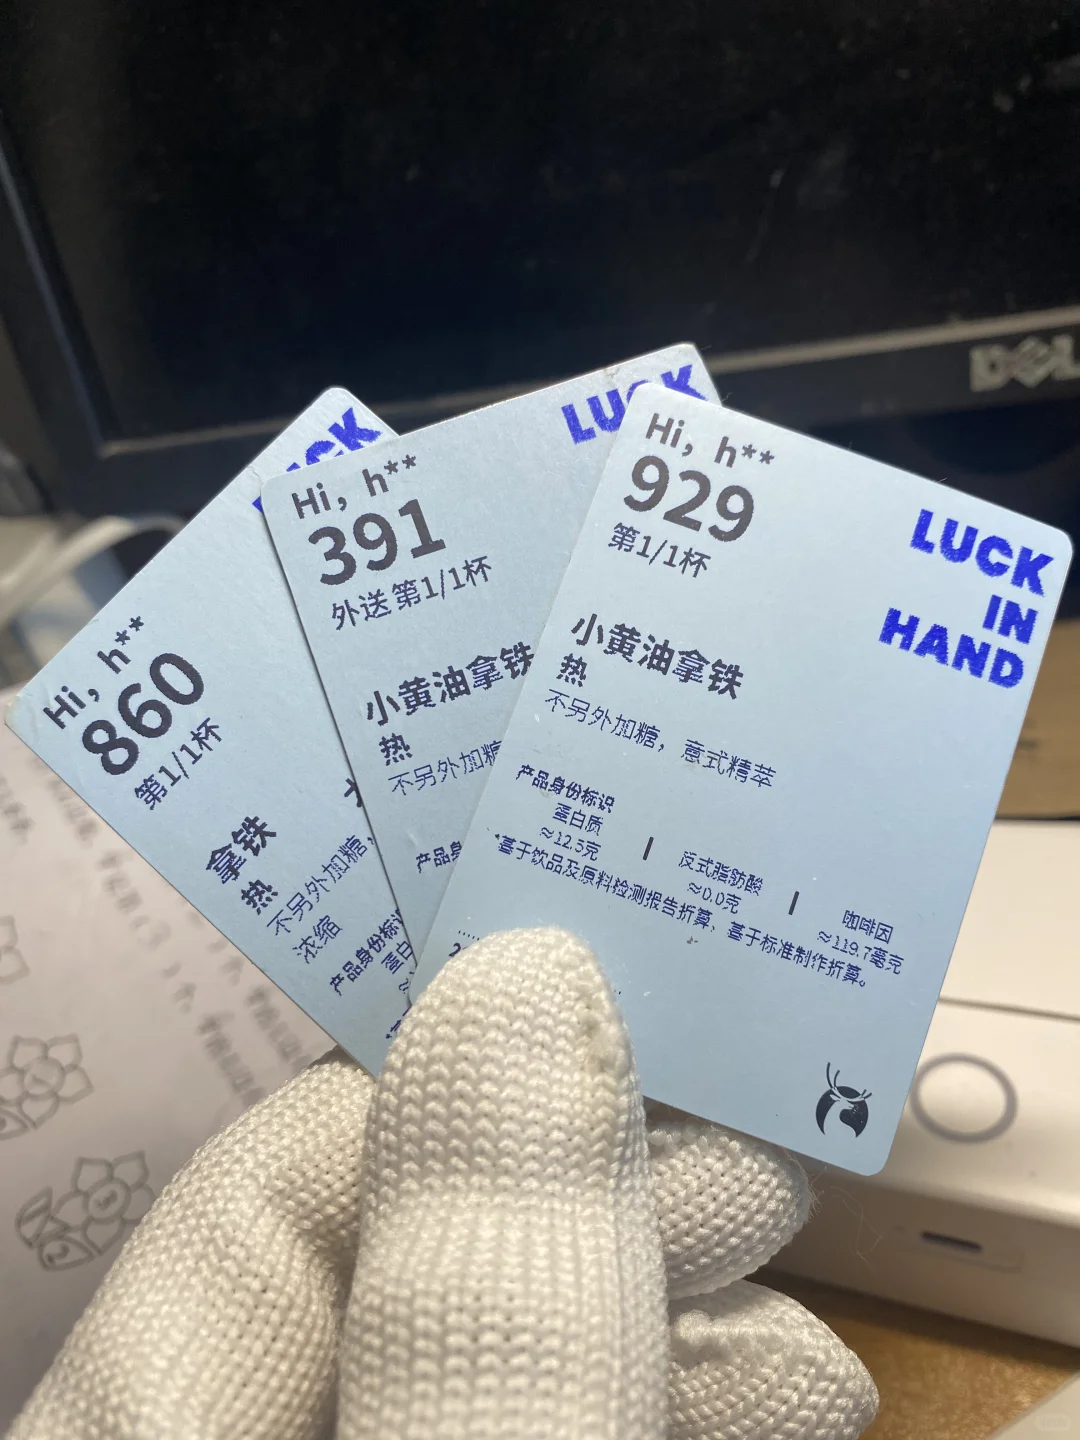 Hi, h**
860
第1/1杯
拿铁
热
不另外加糖,
浓缩
产品身份标识
蛋白
LUCK
Hi, h**
391
外送 第1/1杯
小黄油拿铁
热
不另外加糖
产品身
LUCK
Hi, h**
929
第1/1杯
LUCK
IN
HAND
小黄油拿铁
热
不另外加糖, 意式精萃
产品身份标识
蛋白质
≈12.5克
反式脂肪酸
≈0.0克
咖啡因
≈119.7毫克
*基于饮品及原料检测报告折算, 基于标准制作折算。
DELL